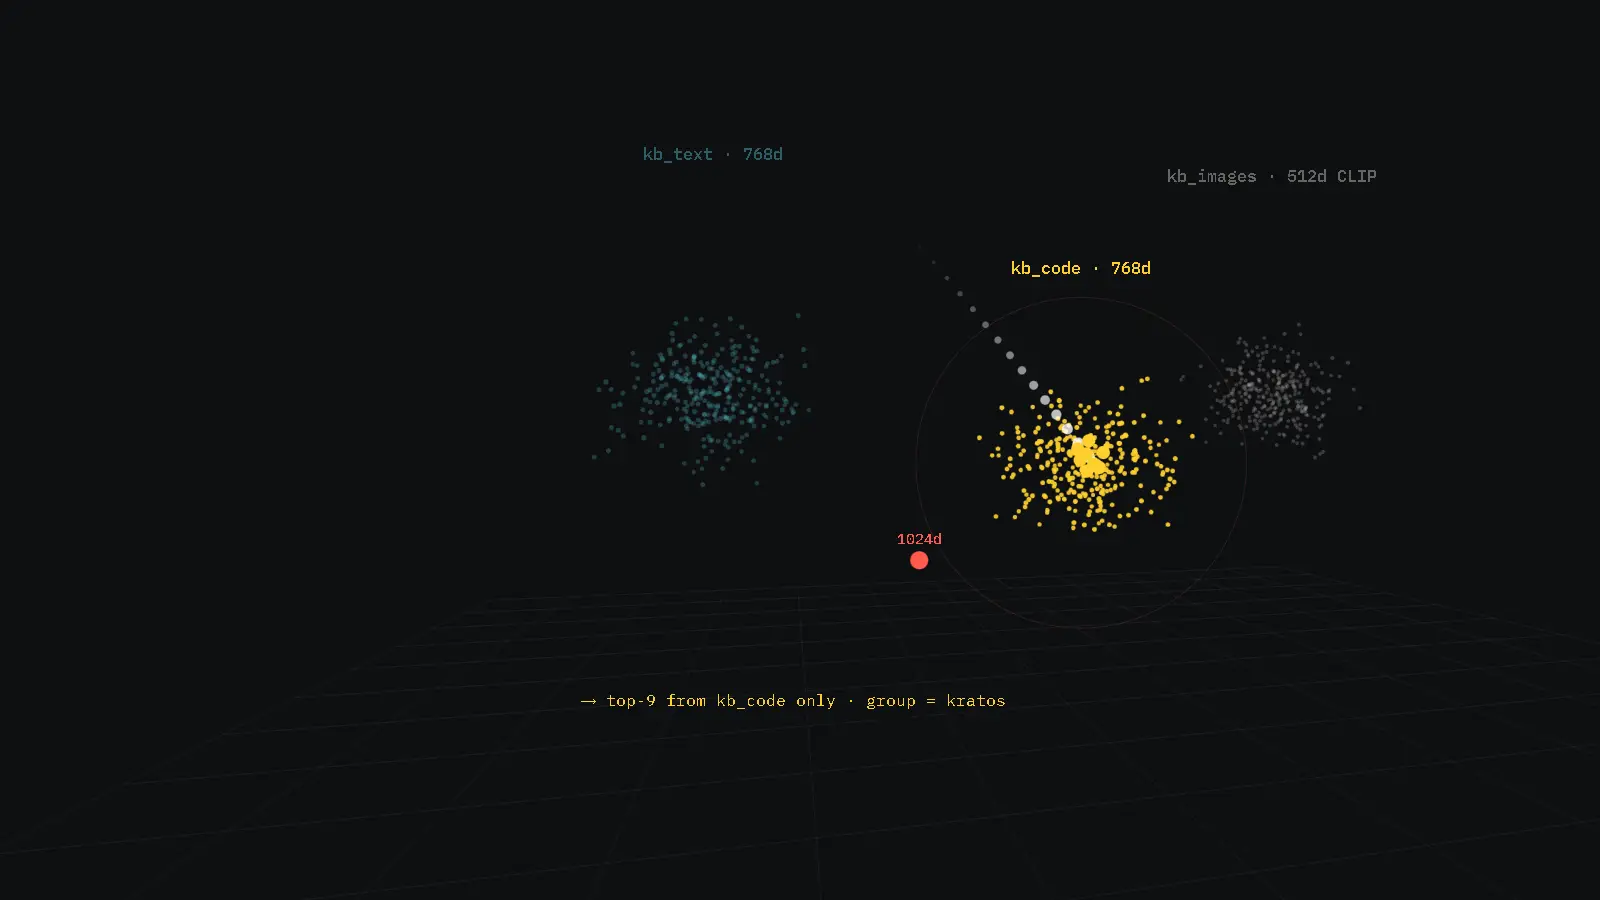 kb_text · 768d
kb_images · 512d CLIP
kb_code · 768d
1024d
→ top-9 from kb_code only · group = kratos